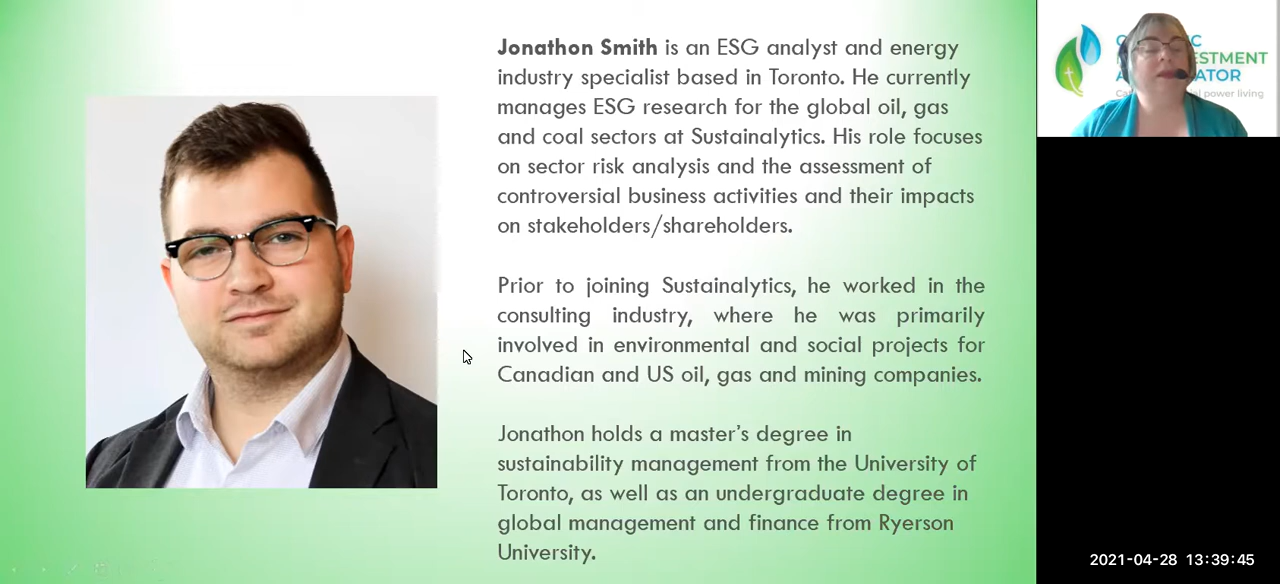 Jonathon Smith is an ESG analyst and energy
industry specialist based in Toronto. He currently
manages ESG research for the global oil, gas
and coal sectors at Sustainalytics. His role focuses
on sector risk analysis and the assessment of
controversial business activities and their impacts
on stakeholders/shareholders.
Prior to joining Sustainalytics, he worked in the
consulting industry, where he was primarily
involved in environmental and social projects for
Canadian and US oil, gas and mining companies.
Jonathon holds a master's degree in
sustainability management from the University of
Toronto, as well as an undergraduate degree in
global management and finance from Ryerson
University.
power living
2021-04-28 13:39:45